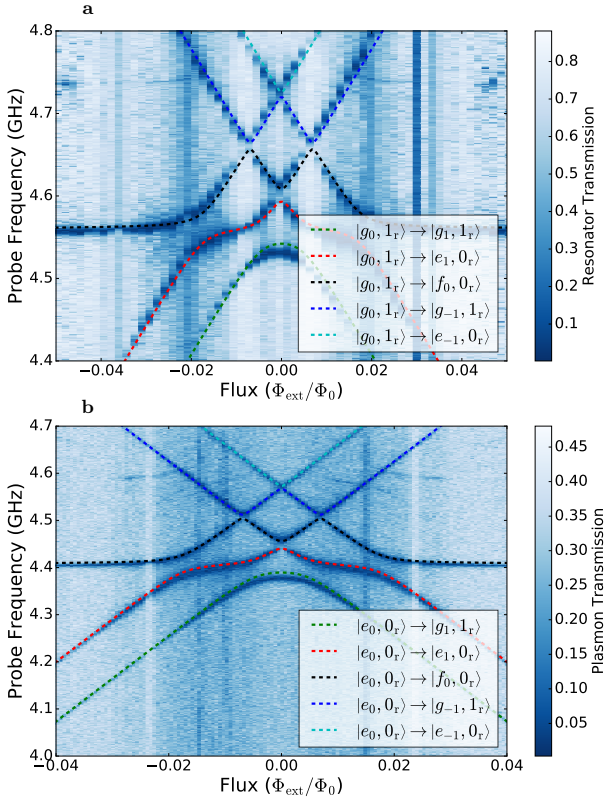 a
4.8
4.7
4.6
4.5
4.4
Probe Frequency (GHz)
|g₀, 1ᵣ⟩ → |g₁, 1ᵣ⟩
|g₀, 1ᵣ⟩ → |e₁, 0ᵣ⟩
|g₀, 1ᵣ⟩ → |f₀, 0ᵣ⟩
|g₀, 1ᵣ⟩ → |g₋₁, 1ᵣ⟩
|g₀, 1ᵣ⟩ → |e₋₁, 0ᵣ⟩
−0.04 −0.02 0.00 0.02 0.04
Flux (Φ_ext/Φ₀)
0.8
0.7
0.6
0.5
0.4
0.3
0.2
0.1
Resonator Transmission
b
4.7
4.6
4.5
4.4
4.3
4.2
4.1
4.0
Probe Frequency (GHz)
|e₀, 0ᵣ⟩ → |g₁, 1ᵣ⟩
|e₀, 0ᵣ⟩ → |e₁, 0ᵣ⟩
|e₀, 0ᵣ⟩ → |f₀, 0ᵣ⟩
|e₀, 0ᵣ⟩ → |g₋₁, 1ᵣ⟩
|e₀, 0ᵣ⟩ → |e₋₁, 0ᵣ⟩
−0.04 −0.02 0.00 0.02 0.04
Flux (Φ_ext/Φ₀)
0.45
0.40
0.35
0.30
0.25
0.20
0.15
0.10
0.05
Plasmon Transmission